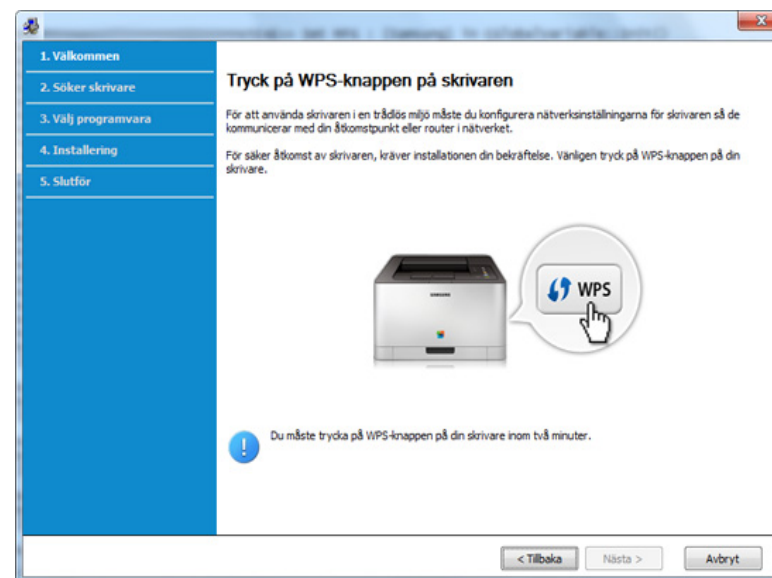 1. Välkommen
2. Söker skrivare
3. Välj programvara
4. Installering
5. Slutför
Tryck på WPS-knappen på skrivaren
För att använda skrivaren i en trådlös miljö måste du konfigurera nätverksinställningarna för skrivaren så de
kommunicerar med din åtkomstpunkt eller router i nätverket.
För säker åtkomst av skrivaren, kräver installationen din bekräftelse. Vänligen tryck på WPS-knappen på din
skrivare.
SAMSUNG
WPS
Du måste trycka på WPS-knappen på din skrivare inom två minuter.
< Tillbaka
Nästa >
Avbryt